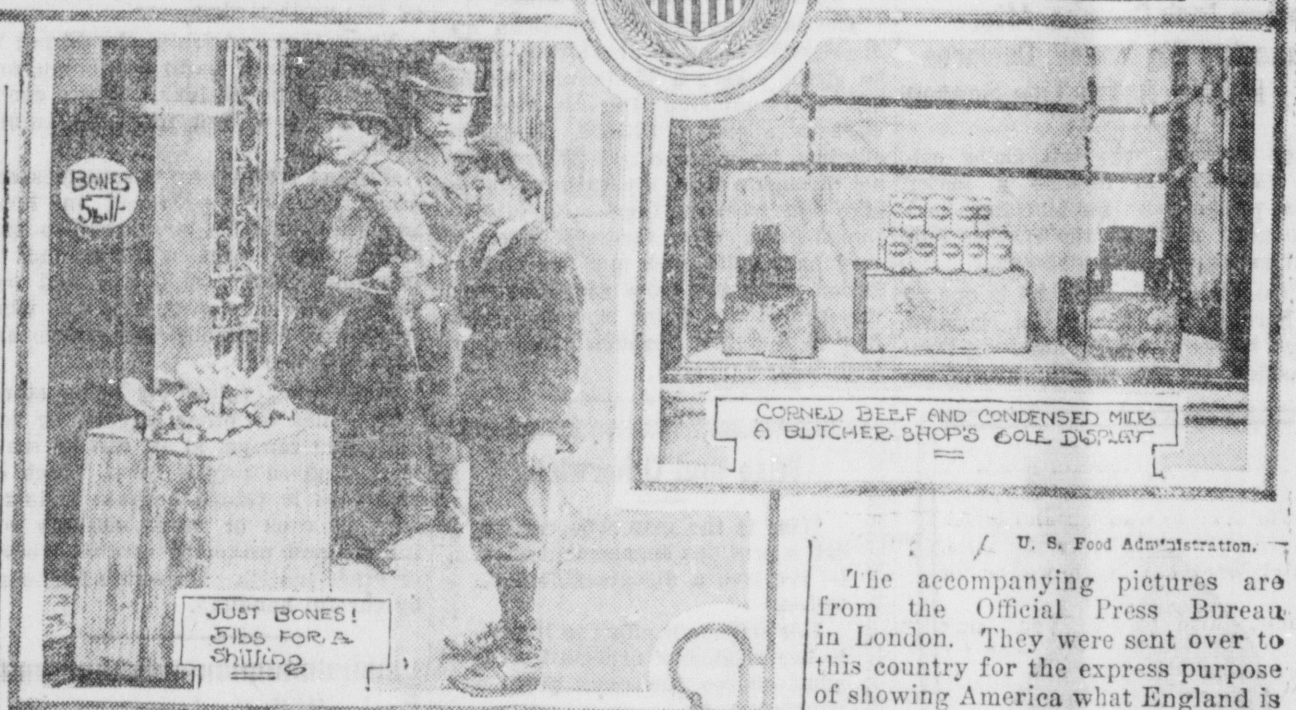 BONES
5lb.1/-
JUST BONES!
5lbs FOR A
Shilling
CORNED BEEF AND CONDENSED MILK
A BUTCHER SHOP'S SOLE DISPLAY
U. S. Food Administration.
The accompanying pictures are
from the Official Press Bureau
in London. They were sent over to
this country for the express purpose
of showing America what England is